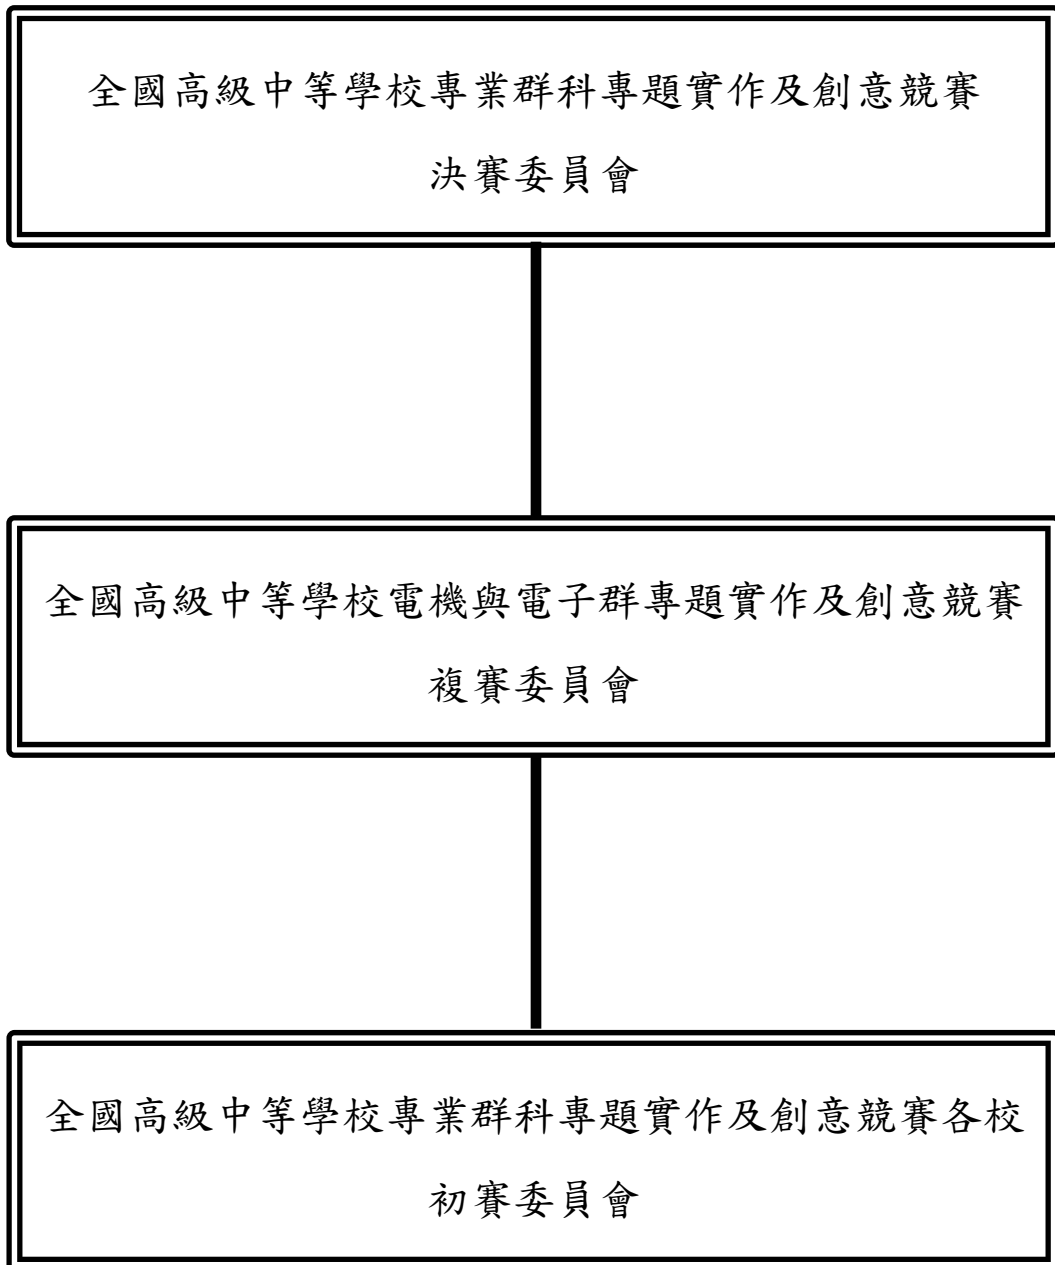 全國高級中等學校專業群科專題實作及創意競賽
決賽委員會
全國高級中等學校電機與電子群專題實作及創意競賽
複賽委員會
全國高級中等學校專業群科專題實作及創意競賽各校
初賽委員會